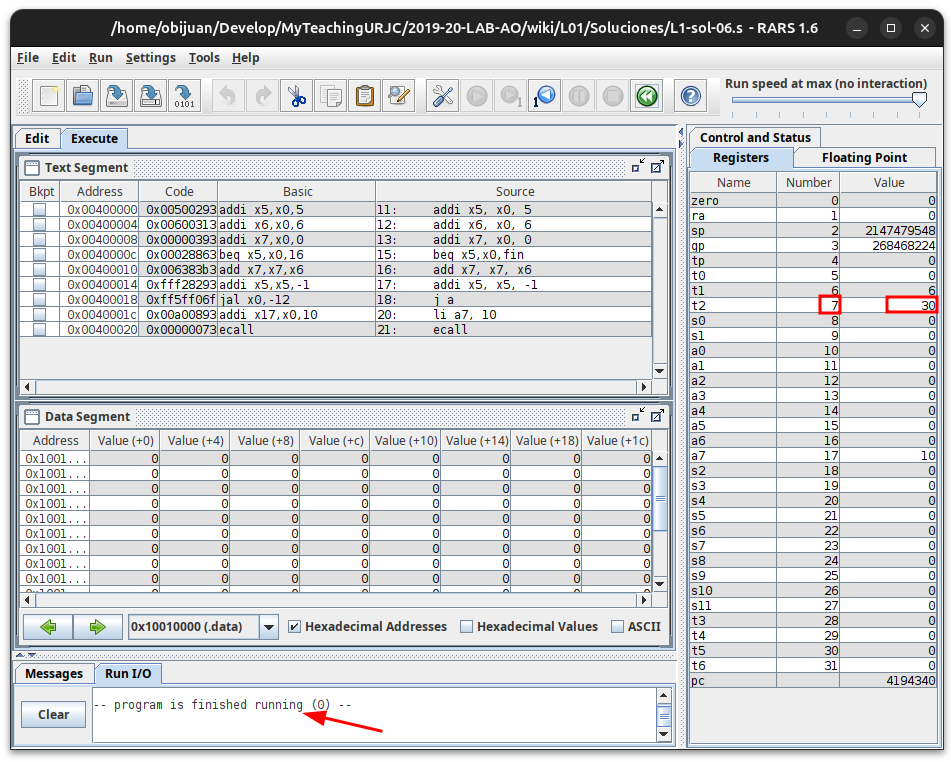 /home/obijuan/Develop/MyTeachingURJC/2019-20-LAB-AO/wiki/L01/Soluciones/L1-sol-06.s - RARS 1.6
File Edit Run Settings Tools Help
Run speed at max (no interaction)
0101
1
1
Edit Execute
Text Segment
Bkpt Address Code Basic Source
0x00400000 0x00500293 addi x5,x0,5 11: addi x5, x0, 5
0x00400004 0x00600313 addi x6,x0,6 12: addi x6, x0, 6
0x00400008 0x00000393 addi x7,x0,0 13: addi x7, x0, 0
0x0040000c 0x00028863 beq x5,x0,16 15: beq x5,x0,fin
0x00400010 0x006383b3 add x7,x7,x6 16: add x7, x7, x6
0x00400014 0xfff28293 addi x5,x5,-1 17: addi x5, x5, -1
0x00400018 0xff5ff06f jal x0,-12 18: j a
0x0040001c 0x00a00893 addi x17,x0,10 20: li a7, 10
0x00400020 0x00000073 ecall 21: ecall
Data Segment
Address Value (+0) Value (+4) Value (+8) Value (+c) Value (+10) Value (+14) Value (+18) Value (+1c)
0x1001... 0 0 0 0 0 0 0 0
0x1001... 0 0 0 0 0 0 0 0
0x1001... 0 0 0 0 0 0 0 0
0x1001... 0 0 0 0 0 0 0 0
0x1001... 0 0 0 0 0 0 0 0
0x1001... 0 0 0 0 0 0 0 0
0x1001... 0 0 0 0 0 0 0 0
0x1001... 0 0 0 0 0 0 0 0
0x1001... 0 0 0 0 0 0 0 0
0x10010000 (.data) Hexadecimal Addresses Hexadecimal Values ASCII
Messages Run I/O
Clear
-- program is finished running (0) --
Control and Status
Registers Floating Point
Name Number Value
zero 0 0
ra 1 0
sp 2 2147479548
gp 3 268468224
tp 4 0
t0 5 0
t1 6 6
t2 7 30
s0 8 0
s1 9 0
a0 10 0
a1 11 0
a2 12 0
a3 13 0
a4 14 0
a5 15 0
a6 16 0
a7 17 10
s2 18 0
s3 19 0
s4 20 0
s5 21 0
s6 22 0
s7 23 0
s8 24 0
s9 25 0
s10 26 0
s11 27 0
t3 28 0
t4 29 0
t5 30 0
t6 31 0
pc 4194340